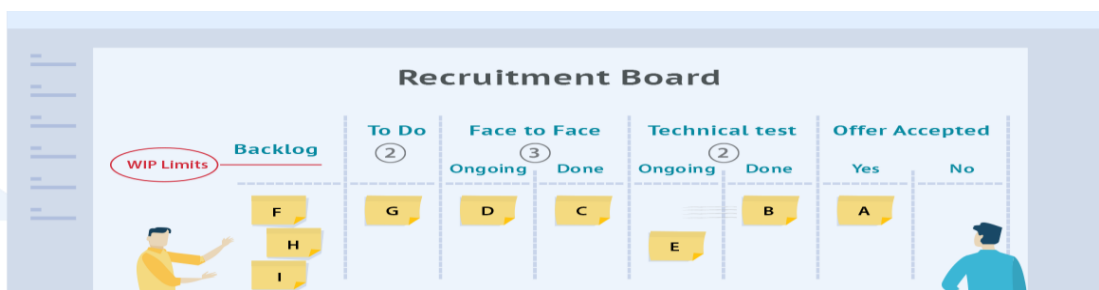 Recruitment Board
To Do Face to Face Technical test Offer Accepted
WIP Limits Backlog 2 3 2
Ongoing Done Ongoing Done Yes No
F G D C B A
H E
I